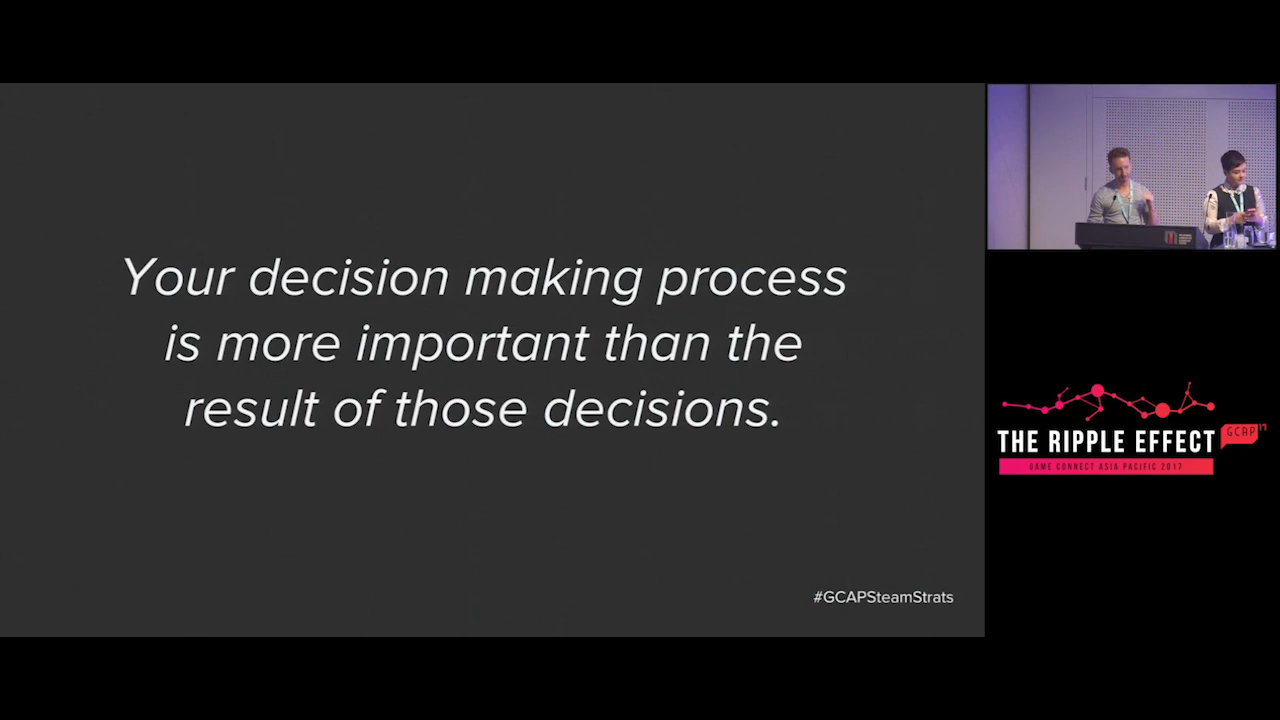 Your decision making process
is more important than the
result of those decisions.
#GCAPSteamStrats
THE RIPPLE EFFECT
GCAP17
GAME CONNECT ASIA PACIFIC 2017